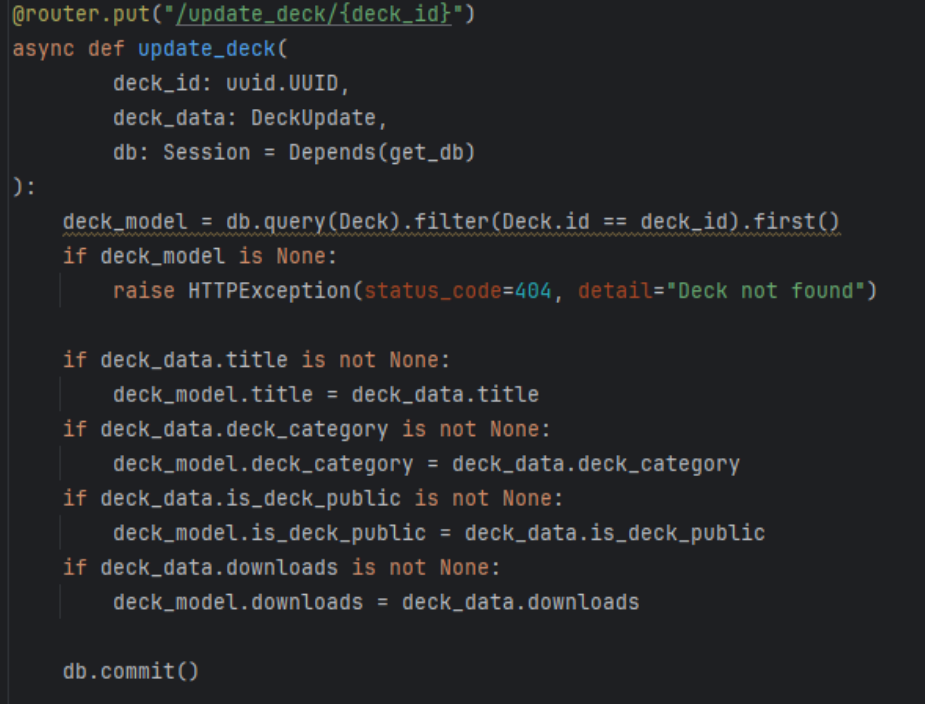 @router.put("/update_deck/{deck_id}")
async def update_deck(
        deck_id: uuid.UUID,
        deck_data: DeckUpdate,
        db: Session = Depends(get_db)
):
    deck_model = db.query(Deck).filter(Deck.id == deck_id).first()
    if deck_model is None:
        raise HTTPException(status_code=404, detail="Deck not found")

    if deck_data.title is not None:
        deck_model.title = deck_data.title
    if deck_data.deck_category is not None:
        deck_model.deck_category = deck_data.deck_category
    if deck_data.is_deck_public is not None:
        deck_model.is_deck_public = deck_data.is_deck_public
    if deck_data.downloads is not None:
        deck_model.downloads = deck_data.downloads

    db.commit()